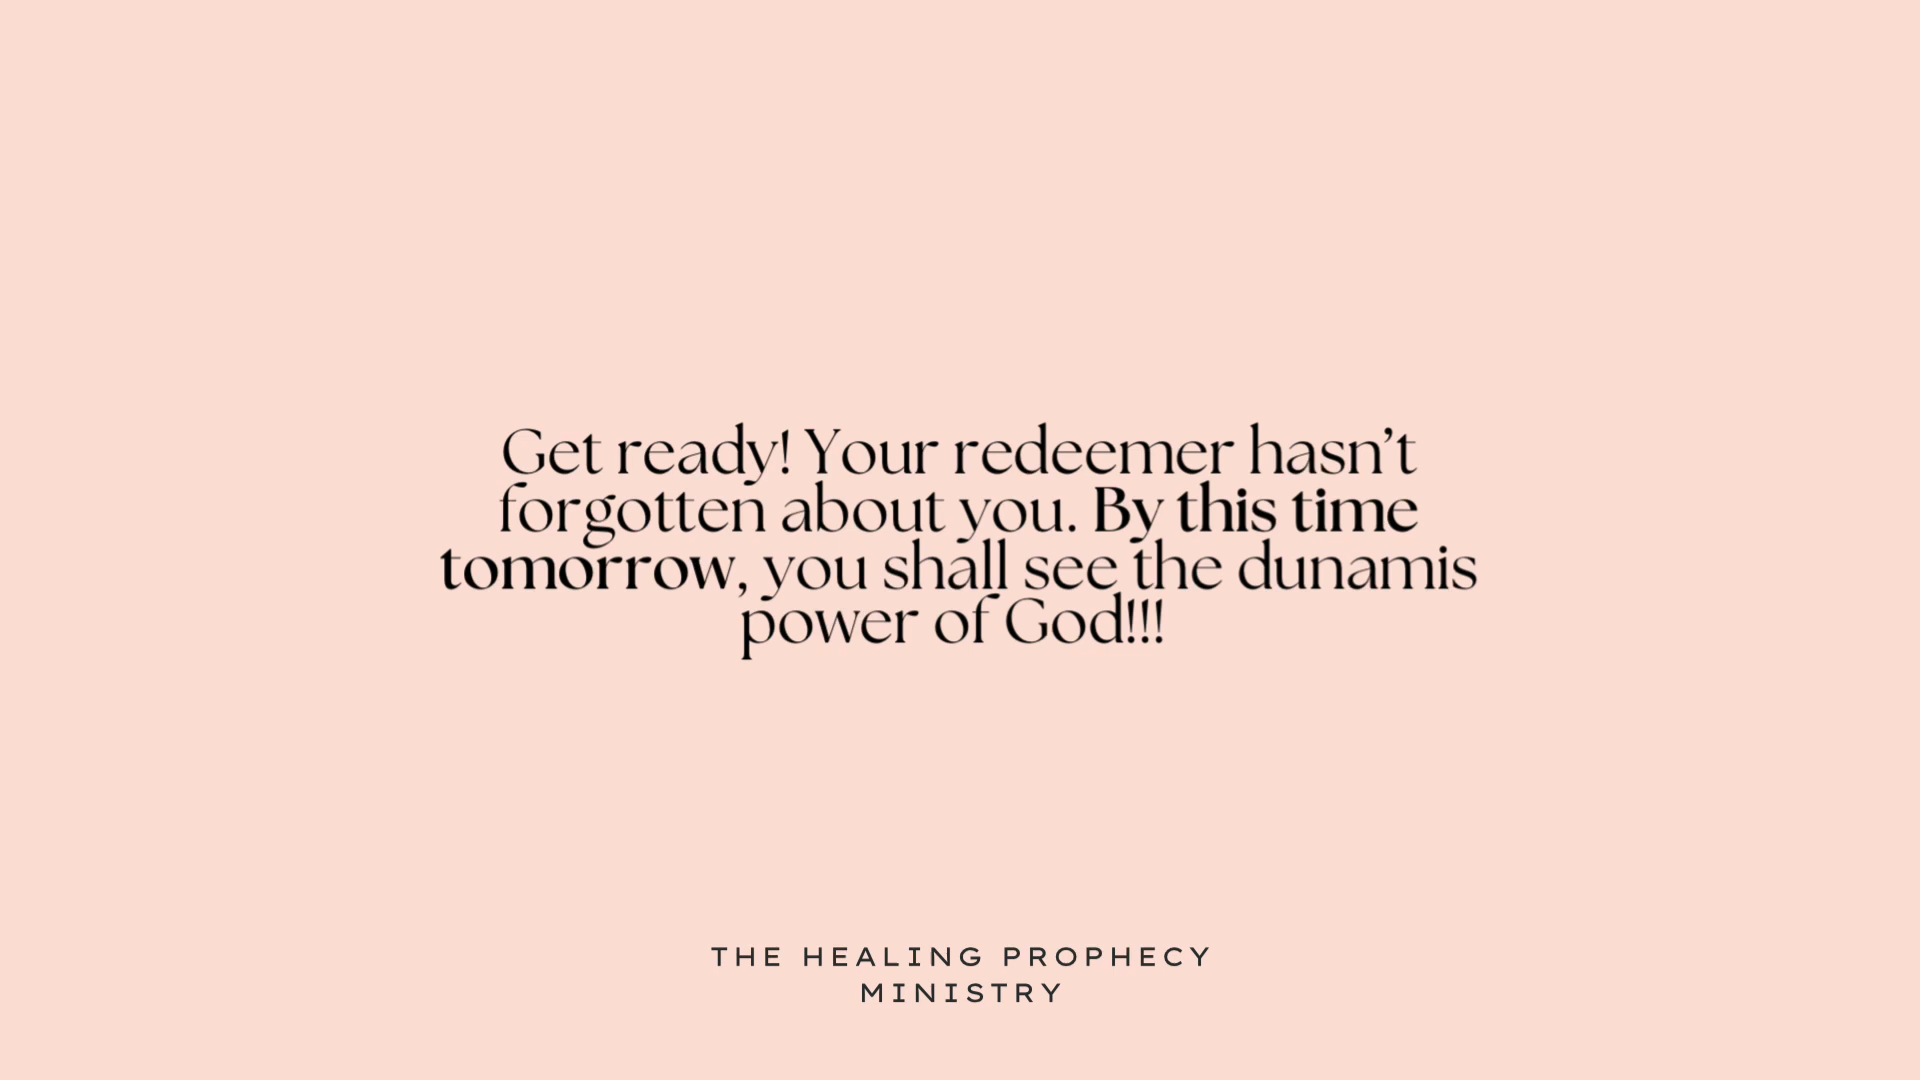 Get ready! Your redeemer hasn’t
forgotten about you. By this time
tomorrow, you shall see the dunamis
power of God!!!
THE HEALING PROPHECY
MINISTRY